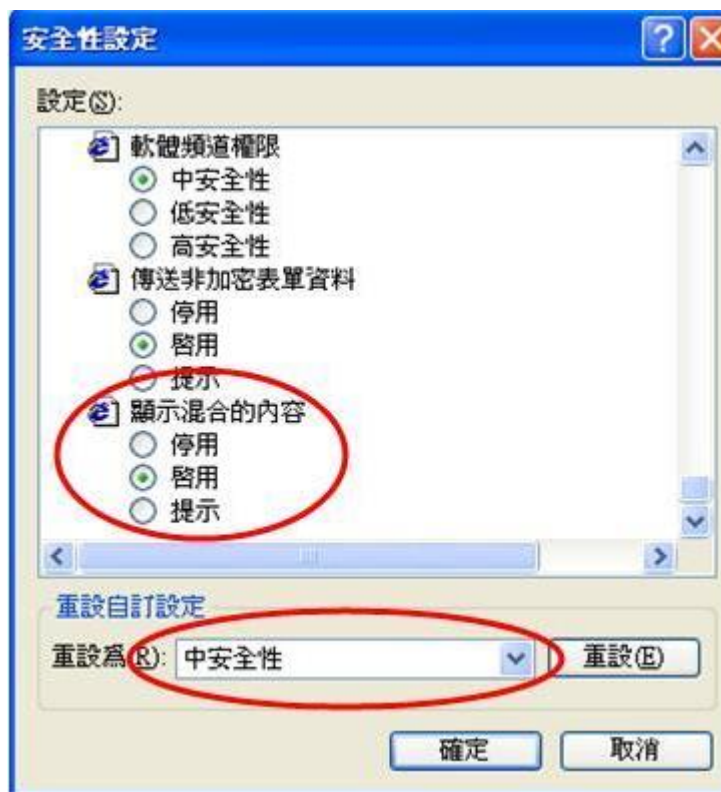 安全性設定
設定(S):
軟體頻道權限
中安全性
低安全性
高安全性
傳送非加密表單資料
停用
啓用
提示
顯示混合的內容
停用
啓用
提示
重設自訂設定
重設爲(R): 中安全性 重設(E)
確定 取消